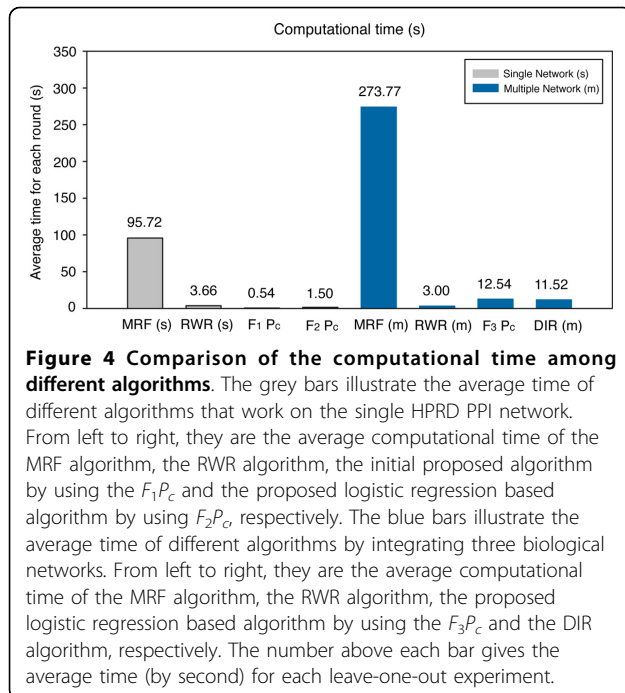 Computational time (s)
Average time for each round (s)
350
300
250
200
150
100
50
0
Single Network (s)
Multiple Network (m)
95.72
3.66
0.54
1.50
273.77
3.00
12.54
11.52
MRF (s) RWR (s) F1 Pc F2 Pc MRF (m) RWR (m) F3 Pc DIR (m)
Figure 4 Comparison of the computational time among
different algorithms. The grey bars illustrate the average time of
different algorithms that work on the single HPRD PPI network.
From left to right, they are the average computational time of the
MRF algorithm, the RWR algorithm, the initial proposed algorithm
by using the F1Pc and the proposed logistic regression based
algorithm by using F2Pc, respectively. The blue bars illustrate the
average time of different algorithms by integrating three biological
networks. From left to right, they are the average computational
time of the MRF algorithm, the RWR algorithm, the proposed
logistic regression based algorithm by using the F3Pc and the DIR
algorithm, respectively. The number above each bar gives the
average time (by second) for each leave-one-out experiment.